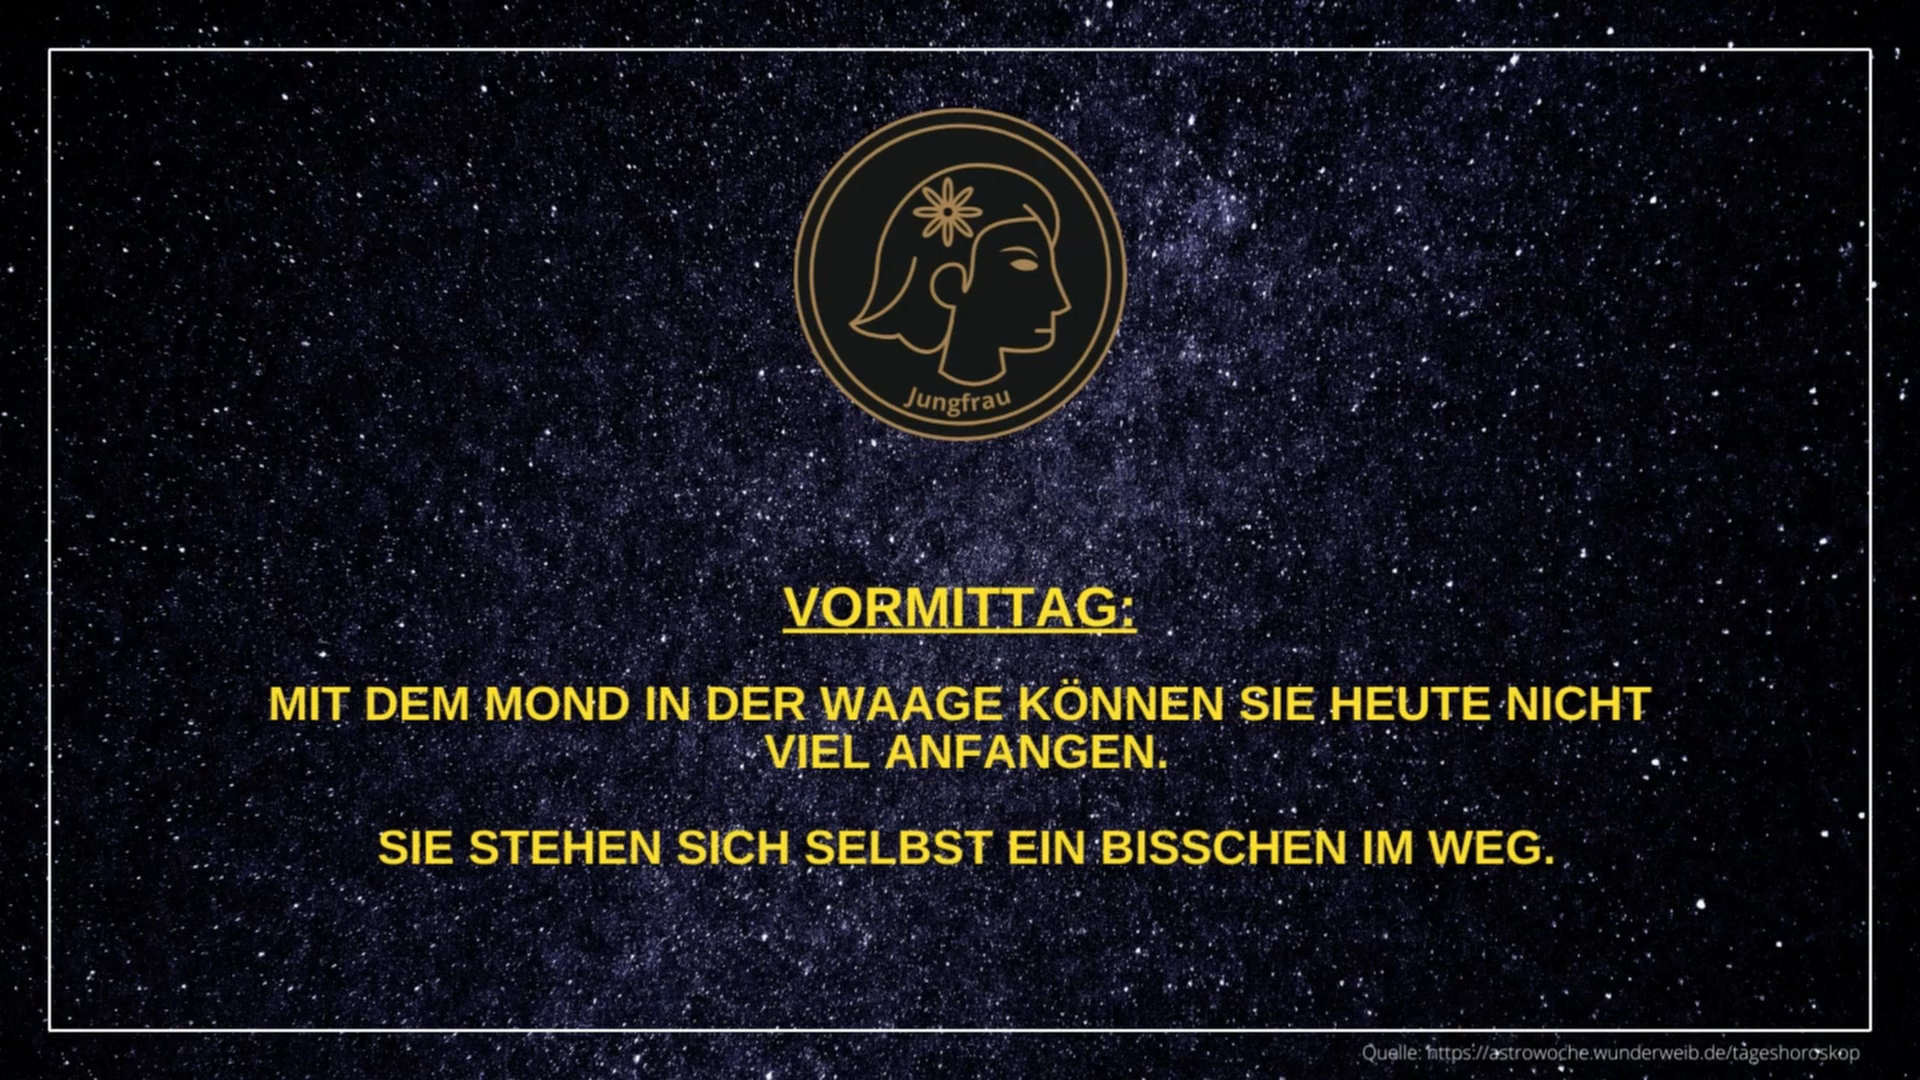 Jungfrau
VORMITTAG:
MIT DEM MOND IN DER WAAGE KÖNNEN SIE HEUTE NICHT
VIEL ANFANGEN.
SIE STEHEN SICH SELBST EIN BISSCHEN IM WEG.
Quelle: https://astrowoche.wunderweib.de/tageshoroskop